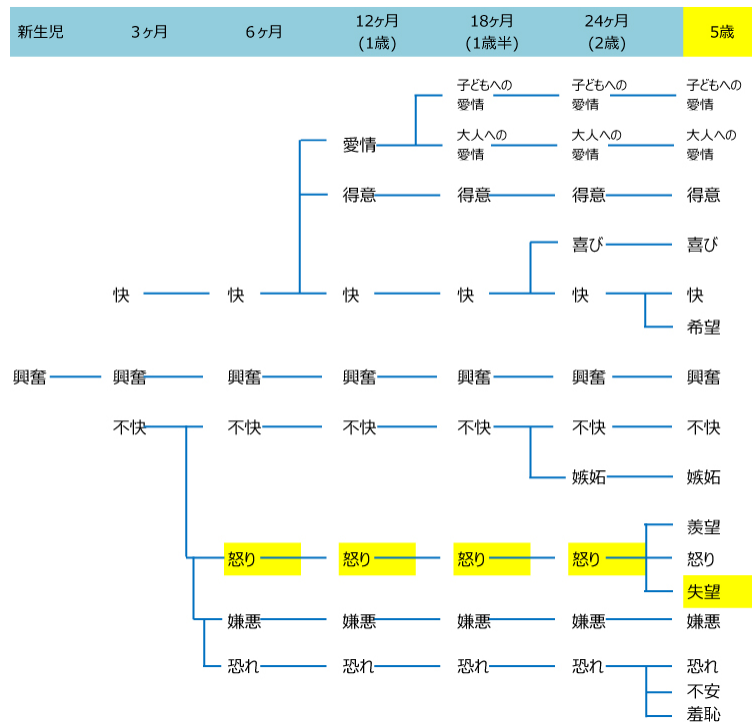 新生児 3ヶ月 6ヶ月 12ヶ月 18ヶ月 24ヶ月 5歳
(1歳) (1歳半) (2歳)
子どもへの 子どもへの 子どもへの
愛情 愛情 愛情
愛情 大人への 大人への 大人への
愛情 愛情 愛情
得意 得意 得意 得意
喜び 喜び
快 快 快 快 快 快
希望
興奮 興奮 興奮 興奮 興奮 興奮 興奮
不快 不快 不快 不快 不快 不快
嫉妬 嫉妬
羨望
怒り 怒り 怒り 怒り 怒り
失望
嫌悪 嫌悪 嫌悪 嫌悪 嫌悪
恐れ 恐れ 恐れ 恐れ 恐れ
不安
羞恥